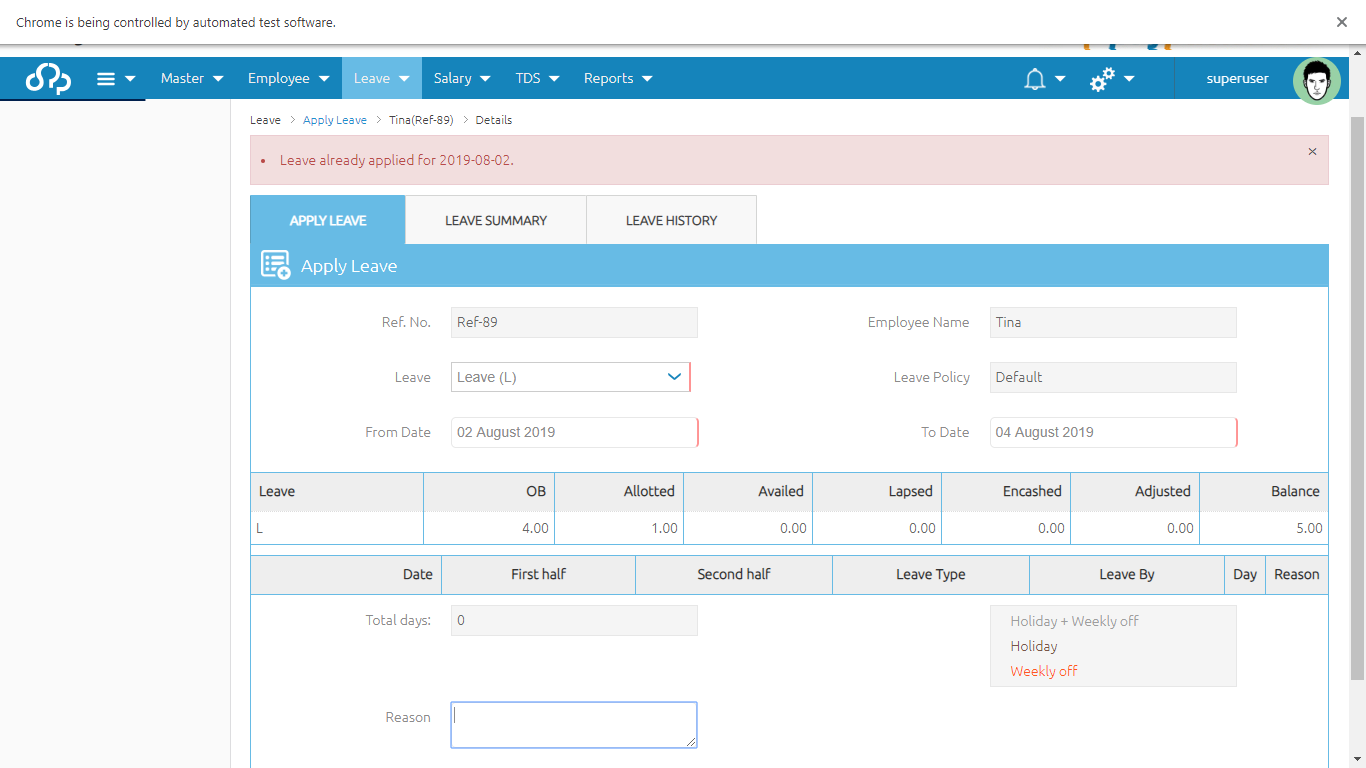 Chrome is being controlled by automated test software.
Master Employee Leave Salary TDS Reports superuser
Leave > Apply Leave > Tina(Ref-89) > Details
• Leave already applied for 2019-08-02. ×
APPLY LEAVE LEAVE SUMMARY LEAVE HISTORY
Apply Leave
Ref. No. Ref-89 Employee Name Tina
Leave Leave (L) Leave Policy Default
From Date 02 August 2019 To Date 04 August 2019
Leave OB Allotted Availed Lapsed Encashed Adjusted Balance
L 4.00 1.00 0.00 0.00 0.00 0.00 5.00
Date First half Second half Leave Type Leave By Day Reason
Total days: 0 Holiday + Weekly off
Holiday
Weekly off
Reason